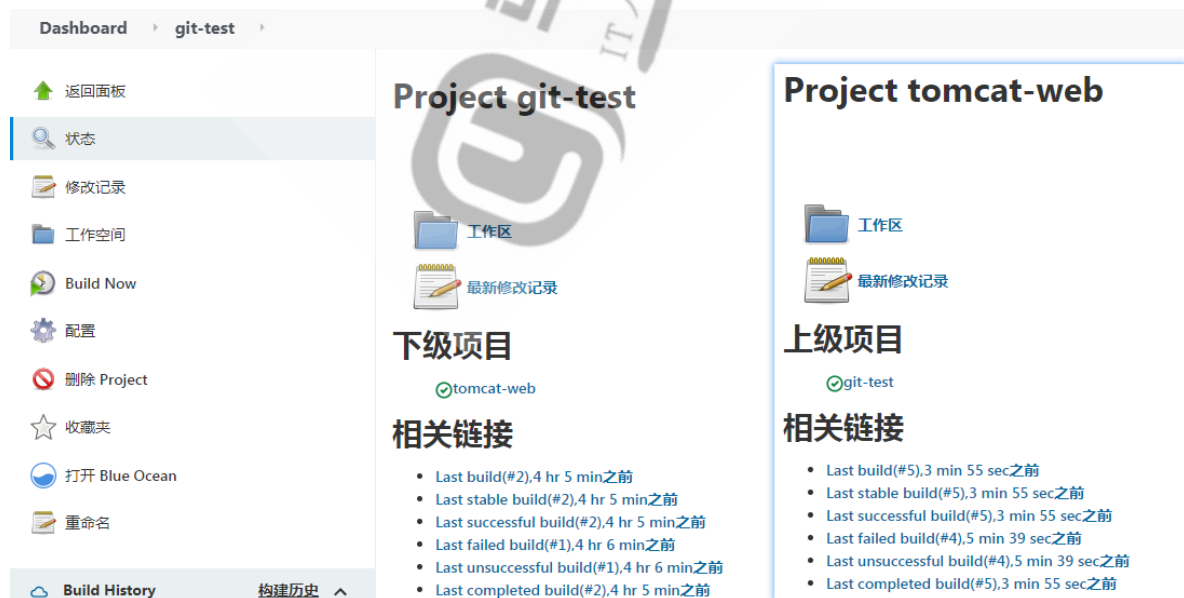 Dashboard
git-test
返回面板
状态
修改记录
工作空间
Build Now
配置
删除 Project
收藏夹
打开 Blue Ocean
重命名
Build History
构建历史
Project git-test
工作区
最新修改记录
下级项目
tomcat-web
相关链接
Last build(#2),4 hr 5 min之前
Last stable build(#2),4 hr 5 min之前
Last successful build(#2),4 hr 5 min之前
Last failed build(#1),4 hr 6 min之前
Last unsuccessful build(#1),4 hr 6 min之前
Last completed build(#2),4 hr 5 min之前
Project tomcat-web
工作区
最新修改记录
上级项目
git-test
相关链接
Last build(#5),3 min 55 sec之前
Last stable build(#5),3 min 55 sec之前
Last successful build(#5),3 min 55 sec之前
Last failed build(#4),5 min 39 sec之前
Last unsuccessful build(#4),5 min 39 sec之前
Last completed build(#5),3 min 55 sec之前
IT